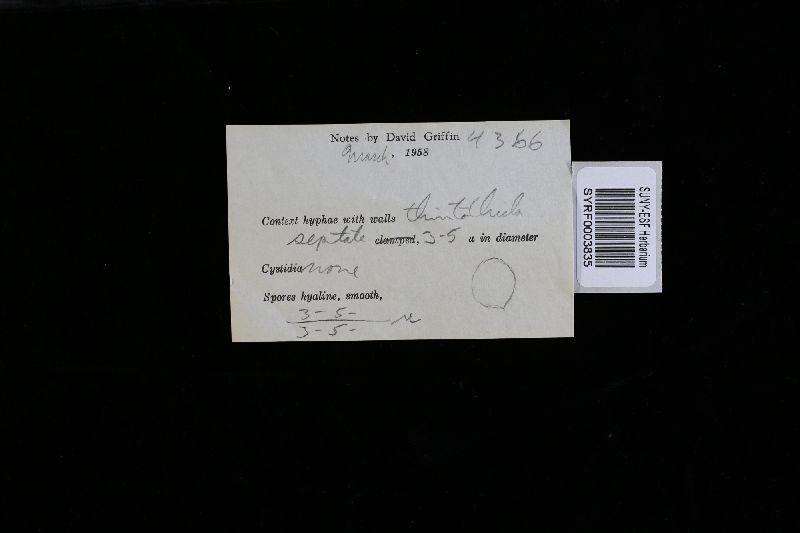 Notes by David Griffin 4366
March, 1958
Context hyphae with walls thin to thick
septate clamped, 3-5 u in diameter
Cystidia none
Spores hyaline, smooth,
3-5-
3-5- u
SUNY-ESF Herbarium
SYRF0003835